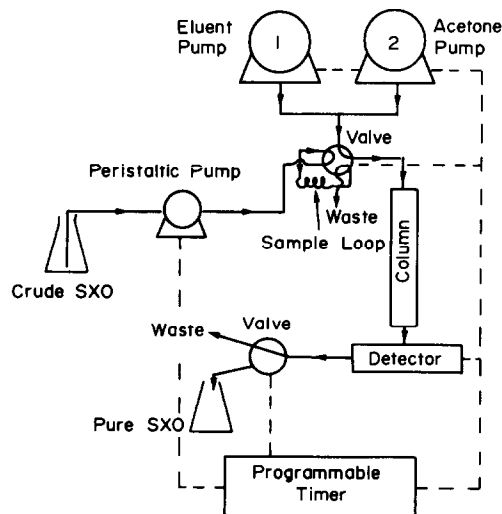 Eluent
Pump
1
2
Acetone
Pump
Valve
Peristaltic Pump
Waste
Sample Loop
Column
Crude SXO
Waste
Valve
Detector
Pure SXO
Programmable
Timer